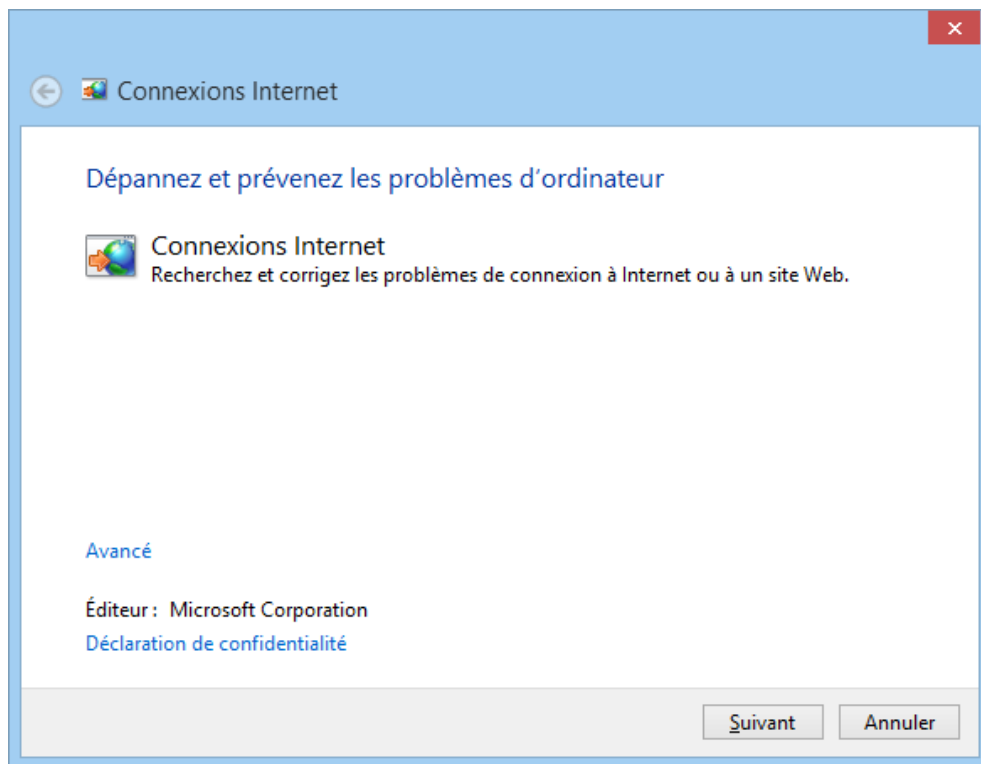 Connexions Internet
Dépannez et prévenez les problèmes d'ordinateur
Connexions Internet
Recherchez et corrigez les problèmes de connexion à Internet ou à un site Web.
Avancé
Éditeur : Microsoft Corporation
Déclaration de confidentialité
Suivant Annuler